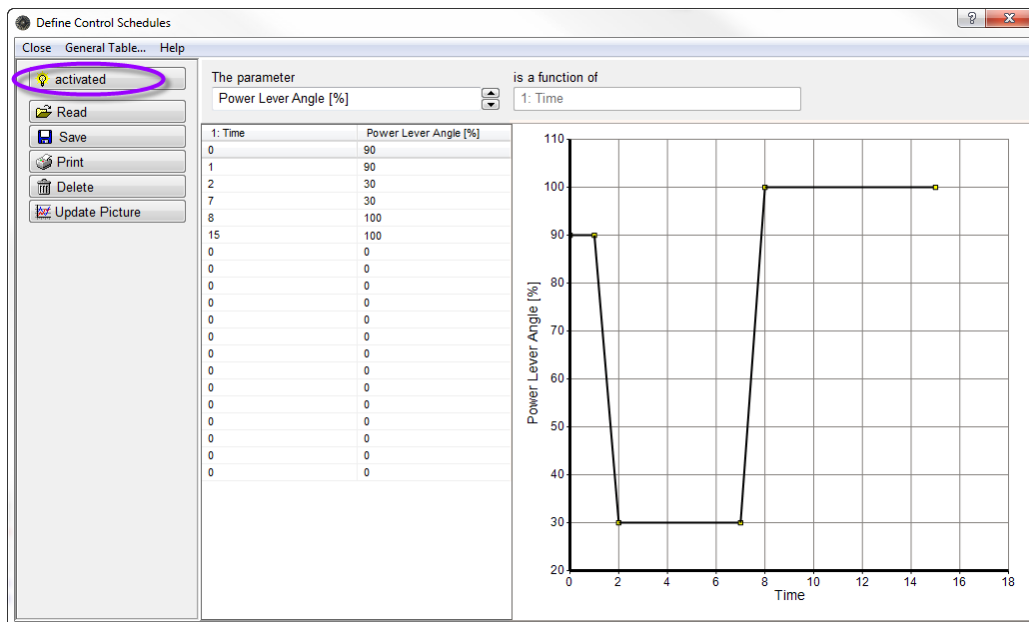 Define Control Schedules
? X
Close General Table... Help
activated
Read
Save
Print
Delete
Update Picture
The parameter is a function of
Power Lever Angle [%] 1: Time
1: Time Power Lever Angle [%]
0 90
1 90
2 30
7 30
8 100
15 100
0 0
0 0
0 0
0 0
0 0
0 0
0 0
0 0
0 0
0 0
0 0
0 0
0 0
0 0
110
100
90
80
70
60
50
40
30
20
Power Lever Angle [%]
0 2 4 6 8 10 12 14 16 18
Time